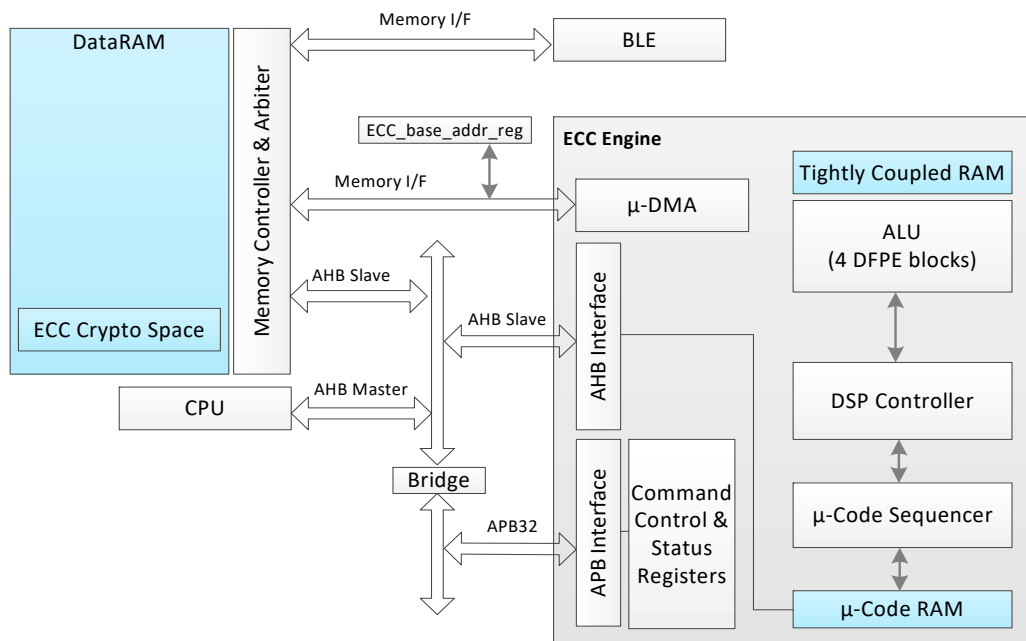 Memory I/F
DataRAM
BLE
Memory Controller & Arbiter
ECC_base_addr_reg
ECC Engine
Tightly Coupled RAM
Memory I/F
μ-DMA
ALU
(4 DFPE blocks)
AHB Slave
ECC Crypto Space
AHB Slave
AHB Interface
AHB Master
CPU
DSP Controller
Bridge
APB32
APB Interface
Command
Control &
Status
Registers
μ-Code Sequencer
μ-Code RAM